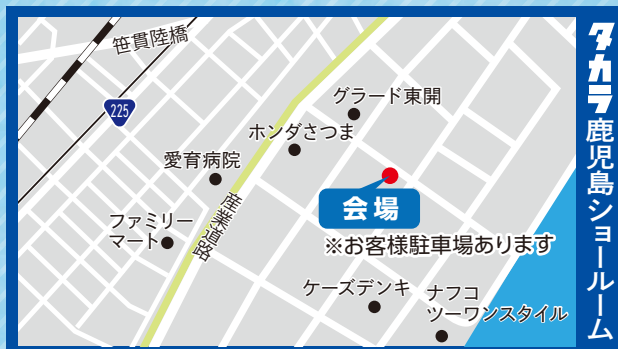 笹貫陸橋
225
グラード東開
ホンダさつま
愛育病院
産業道路
会場
ファミリー
マート
※お客様駐車場あります
ケーズデンキ
ナフコ
ツーワンスタイル
タカラ鹿児島ショールーム